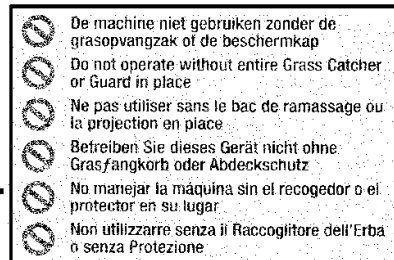 De machine niet gebruiken zonder de
grasopvangzak of de beschermkap
Do not operate without entire Grass Catcher
or Guard in place
Ne pas utiliser sans le bac de ramassage ou
la projection en place
Betreiben Sie dieses Gerät nicht ohne
Grasfangkorb oder Abdeckschutz
No manejar la máquina sin el recogedor o el
protector en su lugar
Non utilizzarre senza il Raccoglitore dell'Erba
o senza Protezione